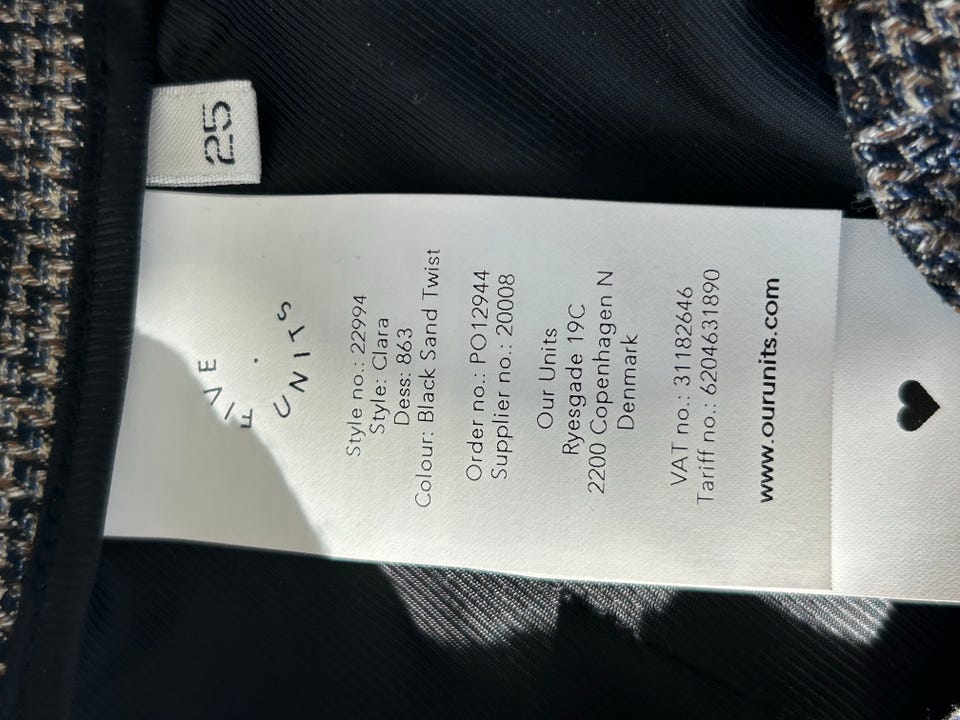 25
FIVE
UNITS
Style no.: 22994
Style: Clara
Dess: 863
Colour: Black Sand Twist
Order no.: PO12944
Supplier no.: 20008
Our Units
Ryesgade 19C
2200 Copenhagen N
Denmark
VAT no.: 31182646
Tariff no.: 6204631890
www.ourunits.com